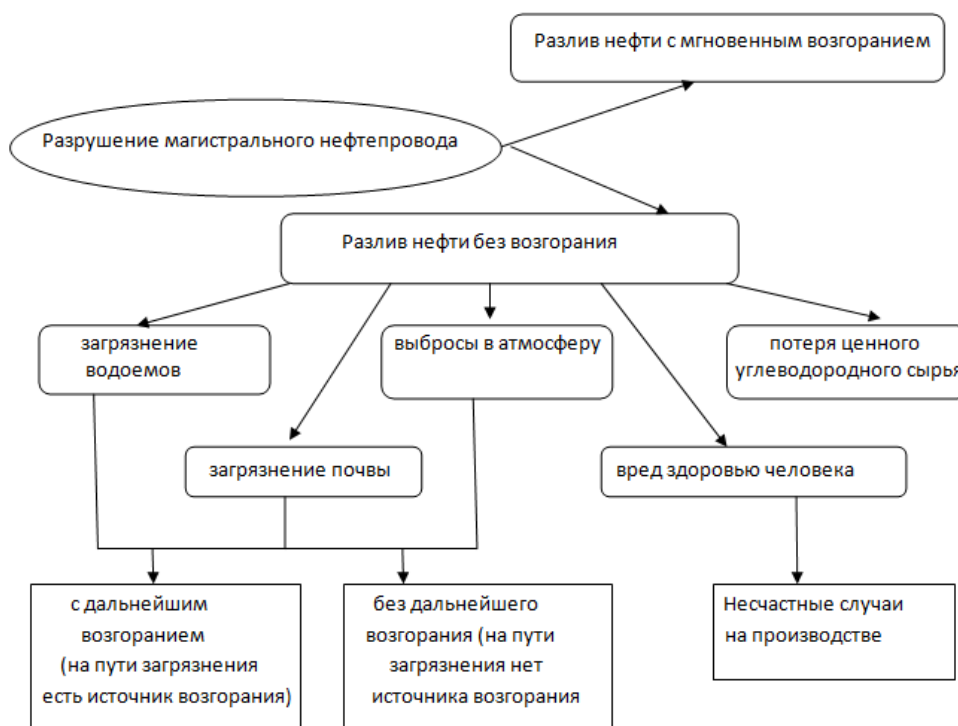 Разлив нефти с мгновенным возгоранием
Разрушение магистрального нефтепровода
Разлив нефти без возгорания
загрязнение
водоемов
выбросы в атмосферу
потеря ценного
углеводородного сырья
загрязнение почвы
вред здоровью человека
с дальнейшим
возгоранием
(на пути загрязнения
есть источник возгорания)
без дальнейшего
возгорания (на пути
загрязнения нет
источника возгорания
Несчастные случаи
на производстве